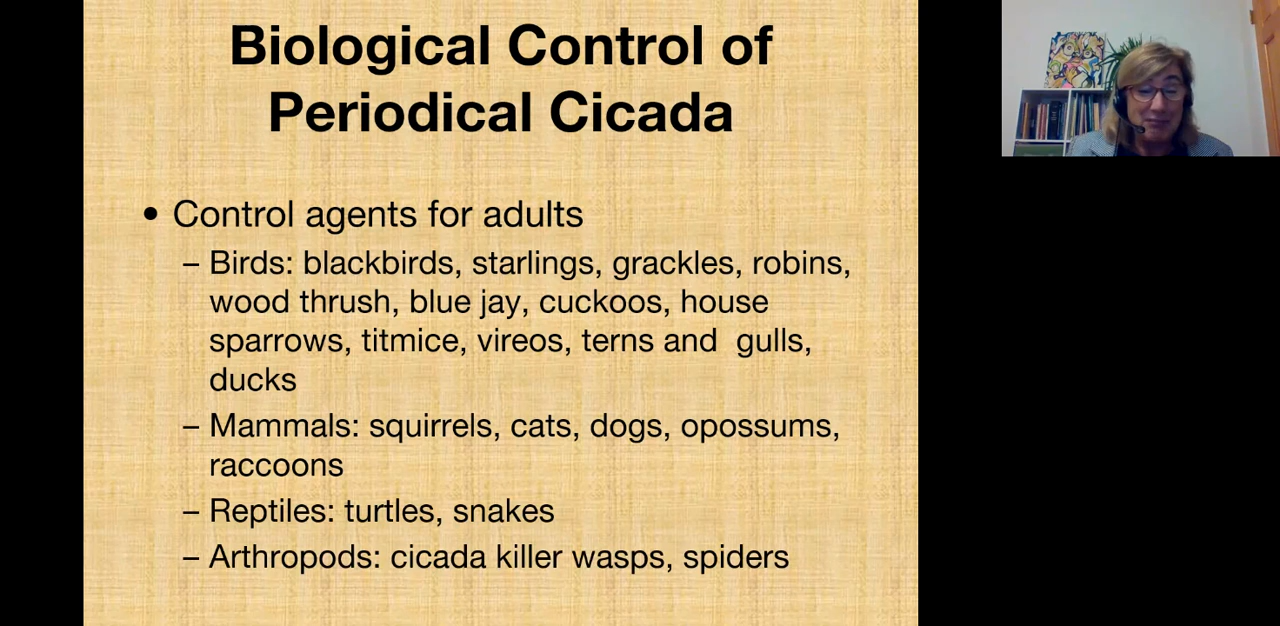 Biological Control of
Periodical Cicada
• Control agents for adults
– Birds: blackbirds, starlings, grackles, robins,
wood thrush, blue jay, cuckoos, house
sparrows, titmice, vireos, terns and  gulls,
ducks
– Mammals: squirrels, cats, dogs, opossums,
raccoons
– Reptiles: turtles, snakes
– Arthropods: cicada killer wasps, spiders